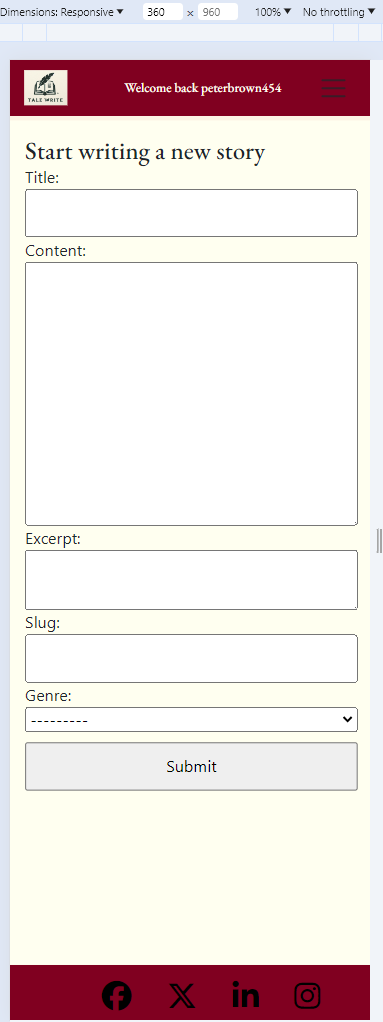 Dimensions: Responsive ▼ 360 x 960 100% ▼ No throttling ▼
TALE WRITE
Welcome back peterbrown454
Start writing a new story
Title:
Content:
Excerpt:
Slug:
Genre:
---------
Submit